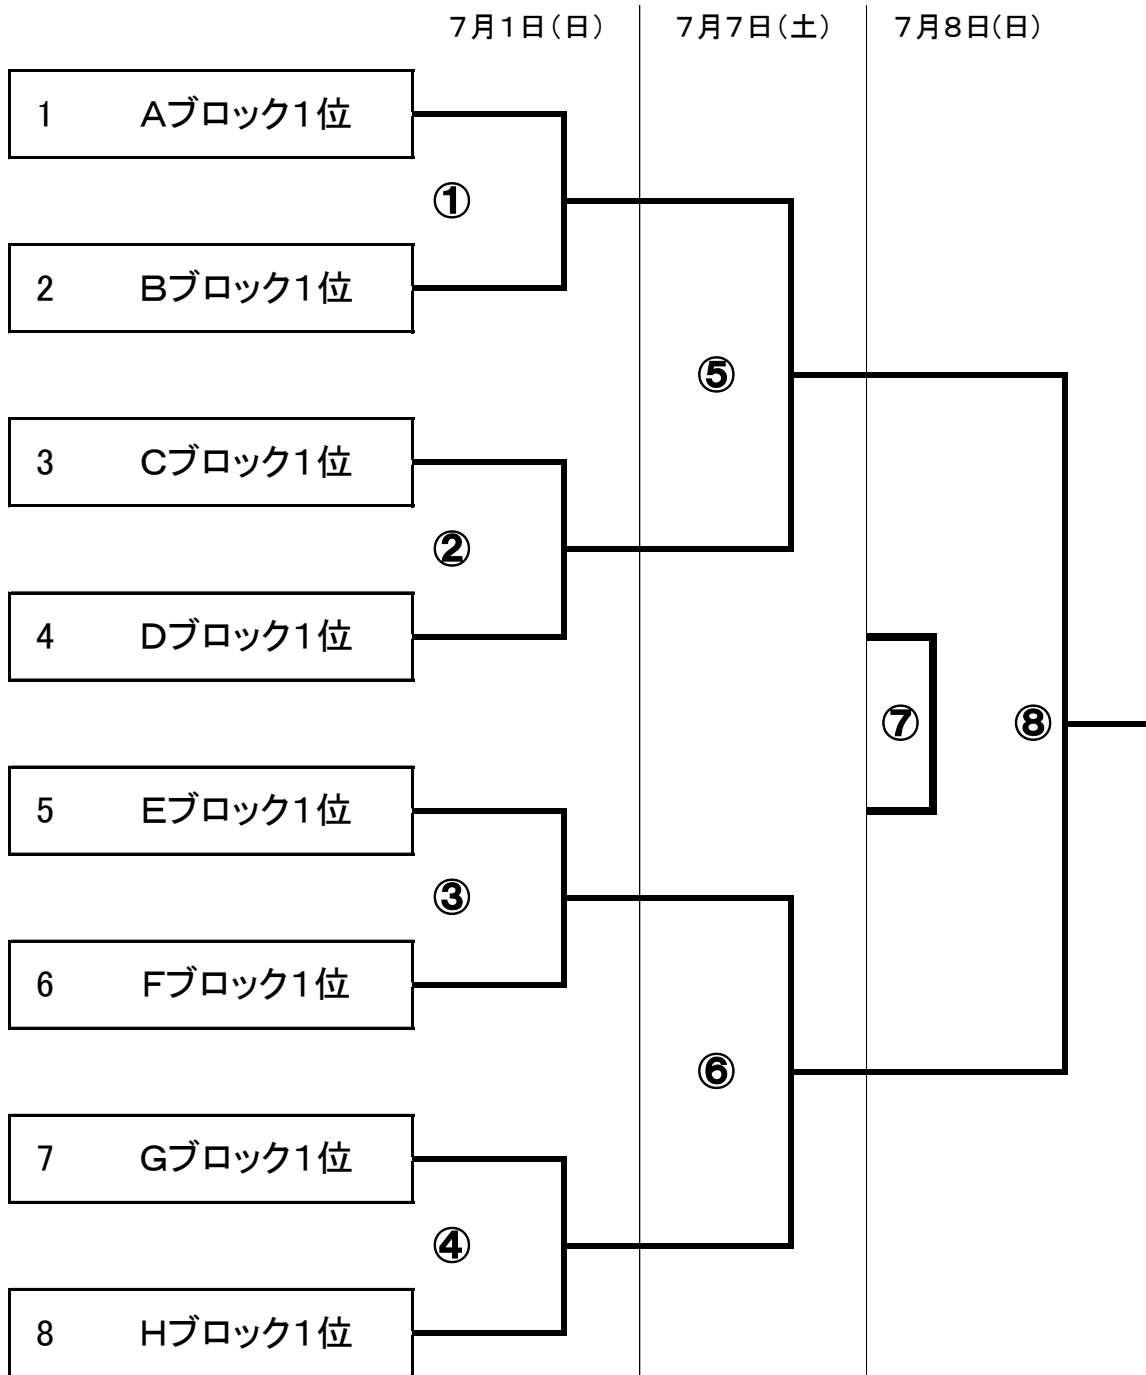 ７月１日（日） ７月７日（土） ７月８日(日)
1 Ａブロック１位
①
2 Ｂブロック１位
⑤
3 Ｃブロック１位
②
4 Ｄブロック１位
⑦ ⑧
5 Ｅブロック１位
③
6 Ｆブロック１位
⑥
7 Ｇブロック１位
④
8 Ｈブロック１位